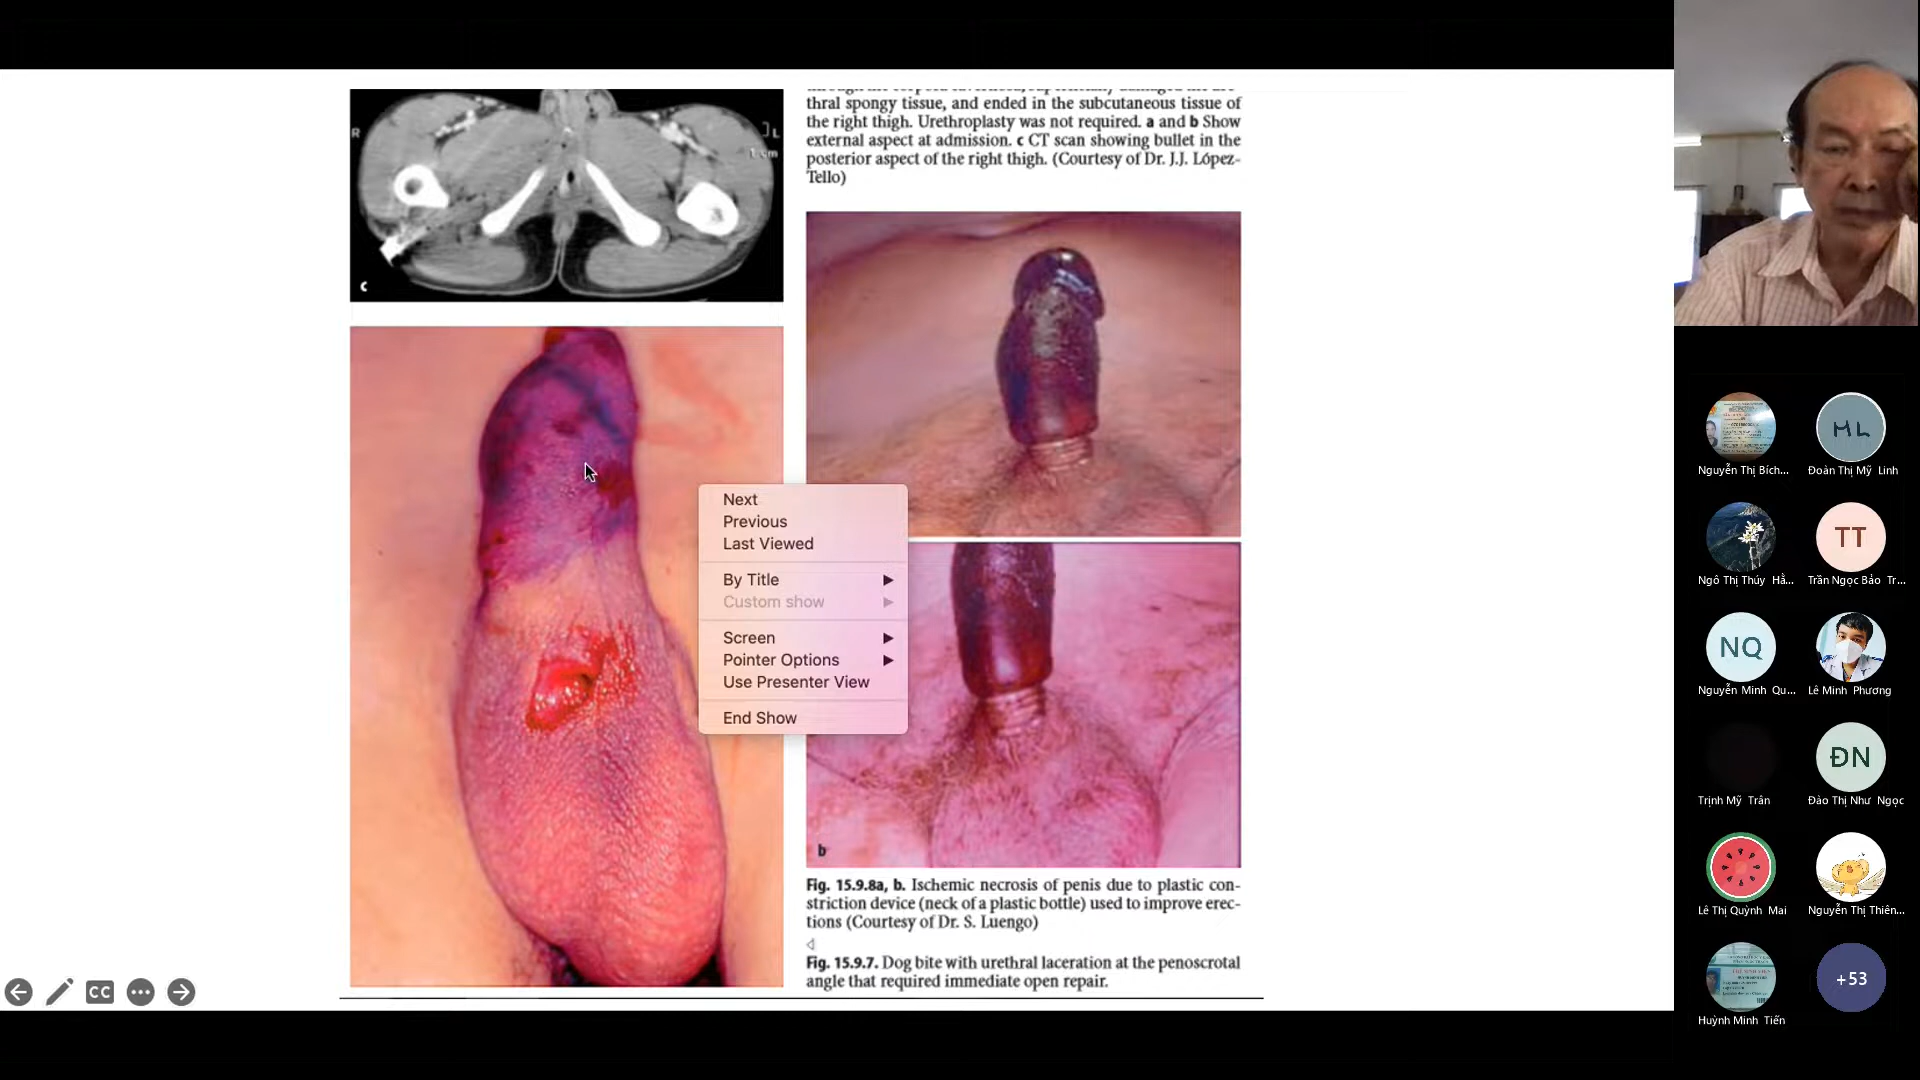 R
L
1 cm
c
thral spongy tissue, and ended in the subcutaneous tissue of
the right thigh. Urethroplasty was not required. a and b Show
external aspect at admission. c CT scan showing bullet in the
posterior aspect of the right thigh. (Courtesy of Dr. J.J. López-
Tello)
Next
Previous
Last Viewed
By Title
Custom show
Screen
Pointer Options
Use Presenter View
End Show
b
Fig. 15.9.8a, b. Ischemic necrosis of penis due to plastic con-
striction device (neck of a plastic bottle) used to improve erec-
tions (Courtesy of Dr. S. Luengo)
Fig. 15.9.7. Dog bite with urethral laceration at the penoscrotal
angle that required immediate open repair.
CC
Nguyễn Thị Bích...
ML
Đoàn Thị Mỹ Linh
Ngô Thị Thúy Hằ...
TT
Trần Ngọc Bảo Tr...
NQ
Nguyễn Minh Qu...
Lê Minh Phương
Trịnh Mỹ Trân
ĐN
Đào Thị Như Ngọc
Lê Thị Quỳnh Mai
Nguyễn Thị Thiên...
Huỳnh Minh Tiến
+53